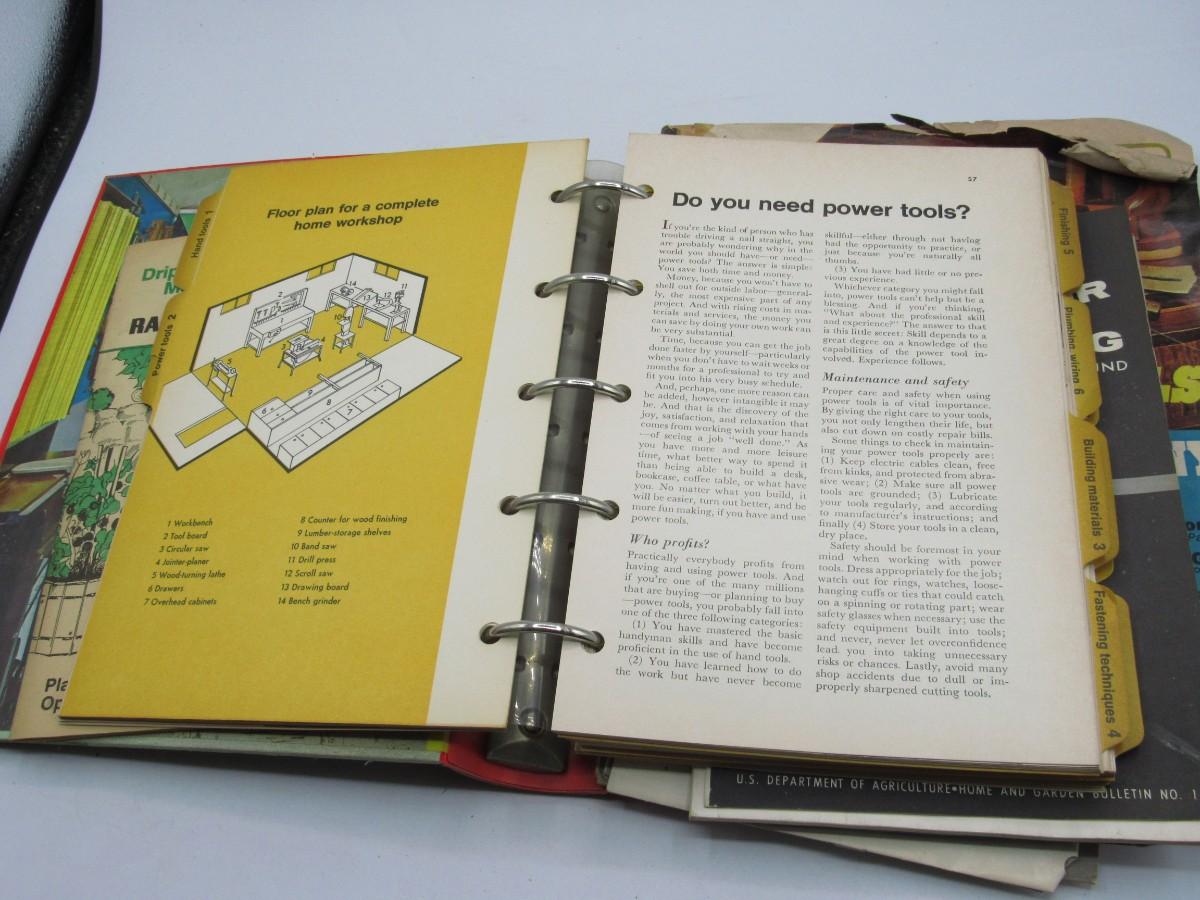 Floor plan for a complete
home workshop
Hand tools 1
Power tools 2
1 Workbench
2 Tool board
3 Circular saw
4 Jointer-planer
5 Wood-turning lathe
6 Drawers
7 Overhead cabinets
8 Counter for wood finishing
9 Lumber-storage shelves
10 Band saw
11 Drill press
12 Scroll saw
13 Drawing board
14 Bench grinder
57
Do you need power tools?
If you're the kind of person who has
trouble driving a nail straight, you
are probably wondering why in the
world you should have—or need—
power tools? The answer is simple:
You save both time and money.
Money, because you won't have to
shell out for outside labor—general-
ly, the most expensive part of any
project. And with rising costs in ma-
terials and services, the money you
can save by doing your own work can
be very substantial.
Time, because you can get the job
done faster by yourself—particularly
when you don't have to wait weeks or
months for a professional to try and
fit you into his very busy schedule.
And, perhaps, one more reason can
be added, however intangible it may
be. And that is the discovery of the
joy, satisfaction, and relaxation that
comes from working with your hands
—of seeing a job "well done." As
you have more and more leisure
time, what better way to spend it
than being able to build a desk,
bookcase, coffee table, or what have
you. No matter what you build, it
will be easier, turn out better, and be
more fun making, if you have and use
power tools.
Who profits?
Practically everybody profits from
having and using power tools. And
if you're one of the many millions
that are buying—or planning to buy
—power tools, you probably fall into
one of the three following categories:
(1) You have mastered the basic
handyman skills and have become
proficient in the use of hand tools.
(2) You have learned how to do
the work but have never become
skillful—either through not having
had the opportunity to practice, or
just because you're naturally all
thumbs.
(3) You have had little or no pre-
vious experience.
Whichever category you might fall
into, power tools can't help but be a
blessing. And if you're thinking,
"What about the professional skill
and experience?" The answer to that
is this little secret: Skill depends to a
great degree on a knowledge of the
capabilities of the power tool in-
volved. Experience follows.
Maintenance and safety
Proper care and safety when using
power tools is of vital importance.
By giving the right care to your tools,
you not only lengthen their life, but
also cut down on costly repair bills.
Some things to check in maintain-
ing your power tools properly are:
(1) Keep electric cables clean, free
from kinks, and protected from abra-
sive wear; (2) Make sure all power
tools are grounded; (3) Lubricate
your tools regularly, and according
to manufacturer's instructions; and
finally (4) Store your tools in a clean,
dry place.
Safety should be foremost in your
mind when working with power
tools. Dress appropriately for the job;
watch out for rings, watches, loose-
hanging cuffs or ties that could catch
on a spinning or rotating part; wear
safety glasses when necessary; use the
safety equipment built into tools;
and never, never let overconfidence
lead you into taking unnecessary
risks or chances. Lastly, avoid many
shop accidents due to dull or im-
properly sharpened cutting tools.
Finishing 5
Plumbing, wiring 6
Building materials 3
Fastening techniques 4
Drip
M
RA
Pla
Op
R
G
UND
U.S. DEPARTMENT OF AGRICULTURE•HOME AND GARDEN BULLETIN NO. 1